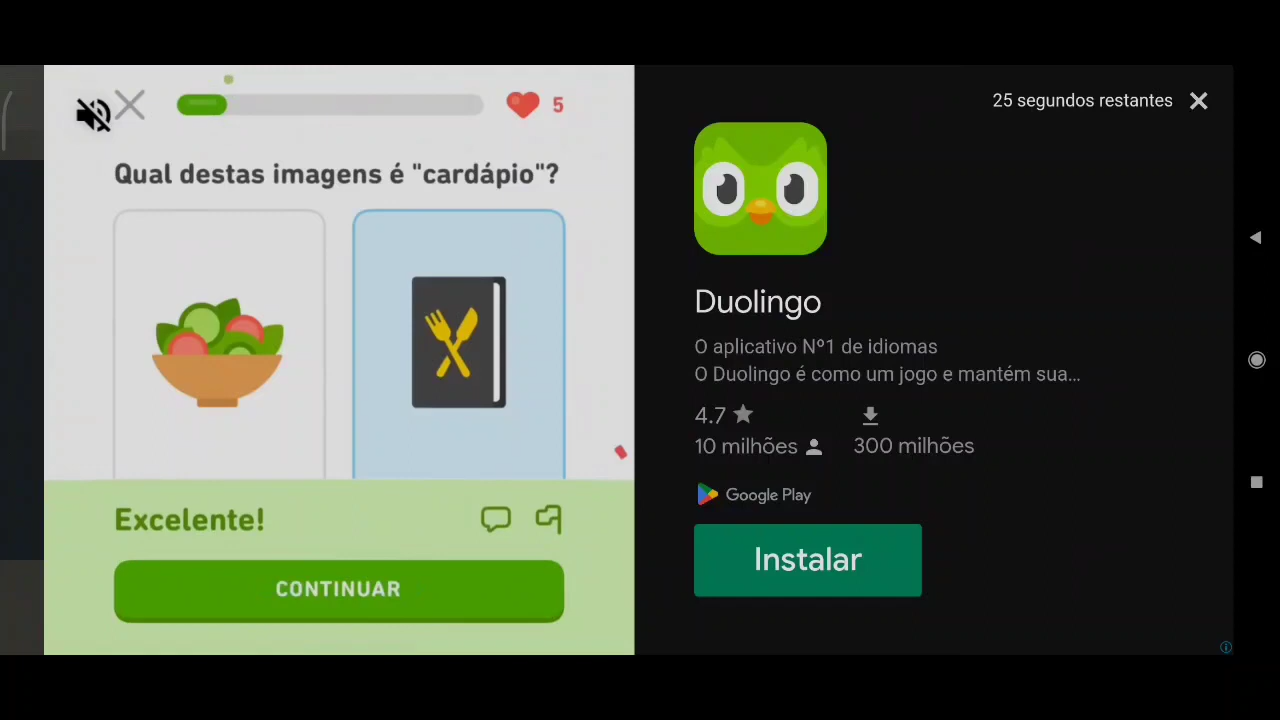 5
Qual destas imagens é "cardápio"?
Excelente!
CONTINUAR
25 segundos restantes
Duolingo
O aplicativo Nº1 de idiomas
O Duolingo é como um jogo e mantém sua...
4.7
10 milhões 300 milhões
Google Play
Instalar